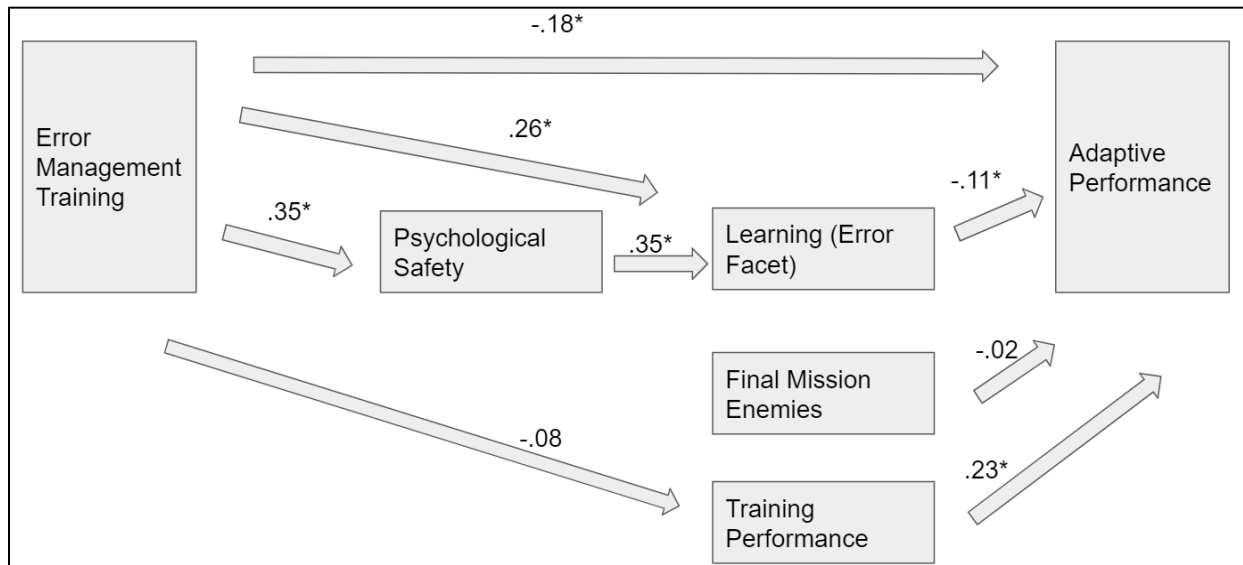 -.18*
Error
Management
Training
Adaptive
Performance
.26*
-.11*
.35*
Psychological
Safety
.35*
Learning (Error
Facet)
-.02
Final Mission
Enemies
-.08
.23*
Training
Performance